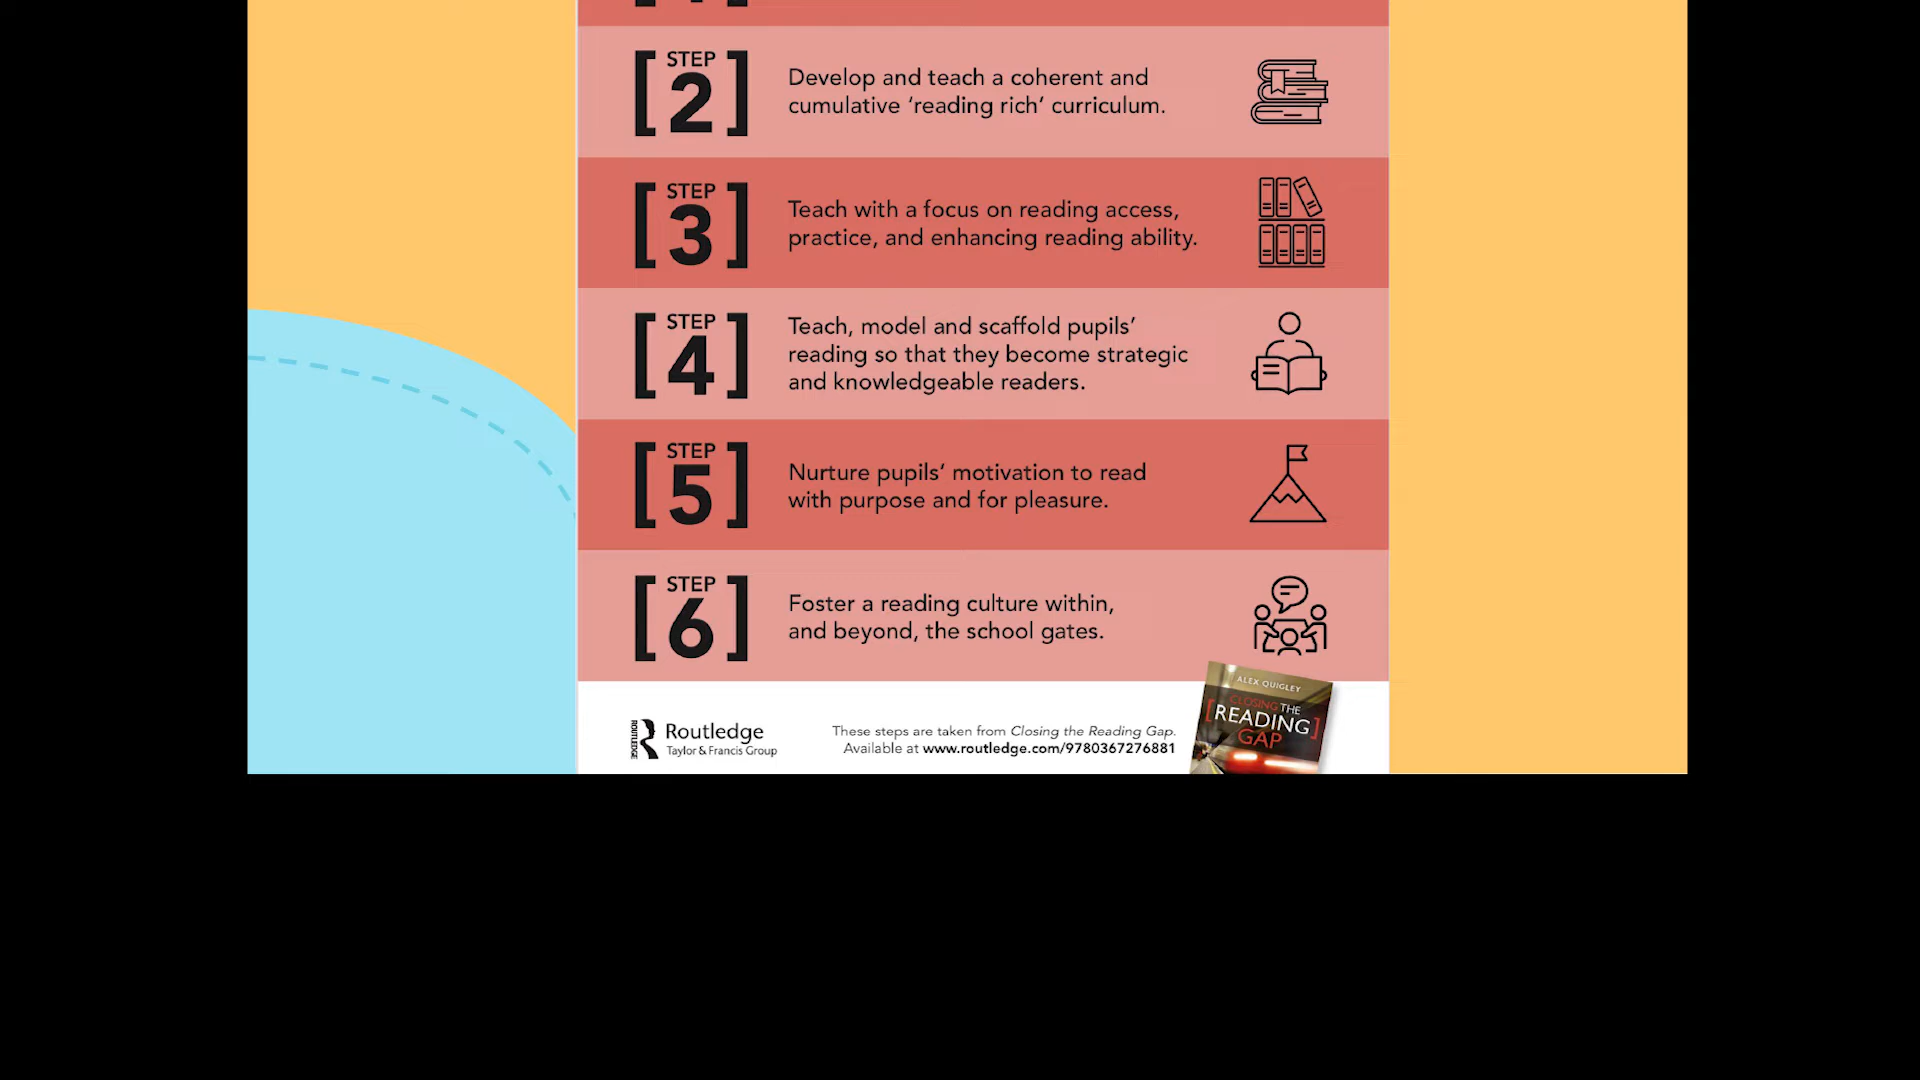 STEP
2
Develop and teach a coherent and
cumulative ‘reading rich’ curriculum.
STEP
3
Teach with a focus on reading access,
practice, and enhancing reading ability.
STEP
4
Teach, model and scaffold pupils’
reading so that they become strategic
and knowledgeable readers.
STEP
5
Nurture pupils’ motivation to read
with purpose and for pleasure.
STEP
6
Foster a reading culture within,
and beyond, the school gates.
ROUTLEDGE
Routledge
Taylor & Francis Group
These steps are taken from Closing the Reading Gap.
Available at www.routledge.com/9780367276881
ALEX QUIGLEY
CLOSING THE
[READING]
GAP